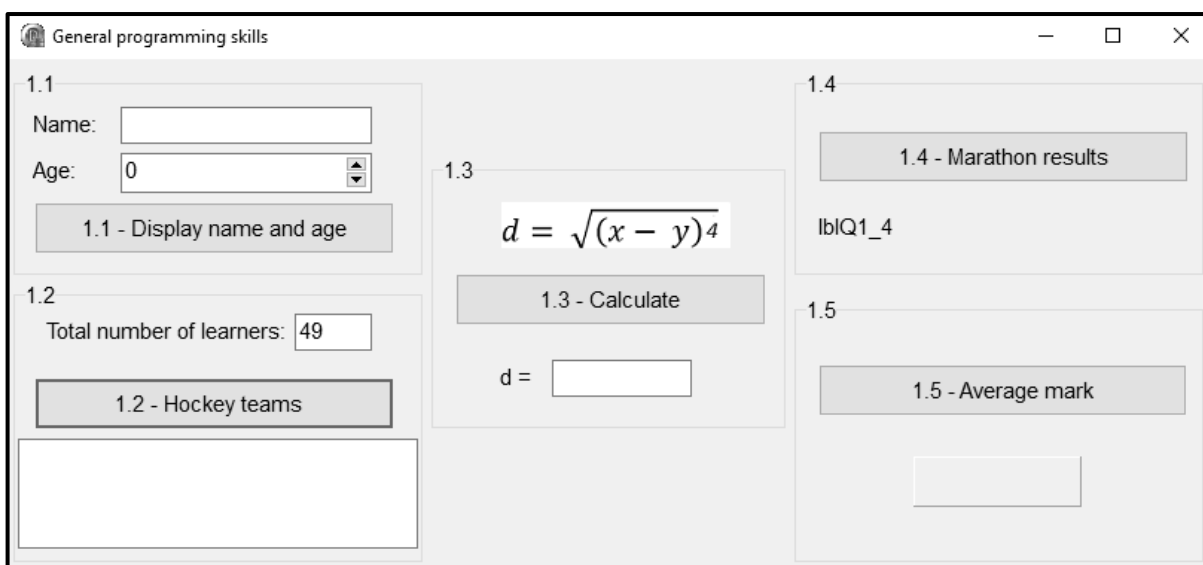 General programming skills
1.1
Name:
Age: 0
1.1 - Display name and age
1.2
Total number of learners: 49
1.2 - Hockey teams
1.3
d = √(x − y)⁴
1.3 - Calculate
d =
1.4
1.4 - Marathon results
lblQ1_4
1.5
1.5 - Average mark